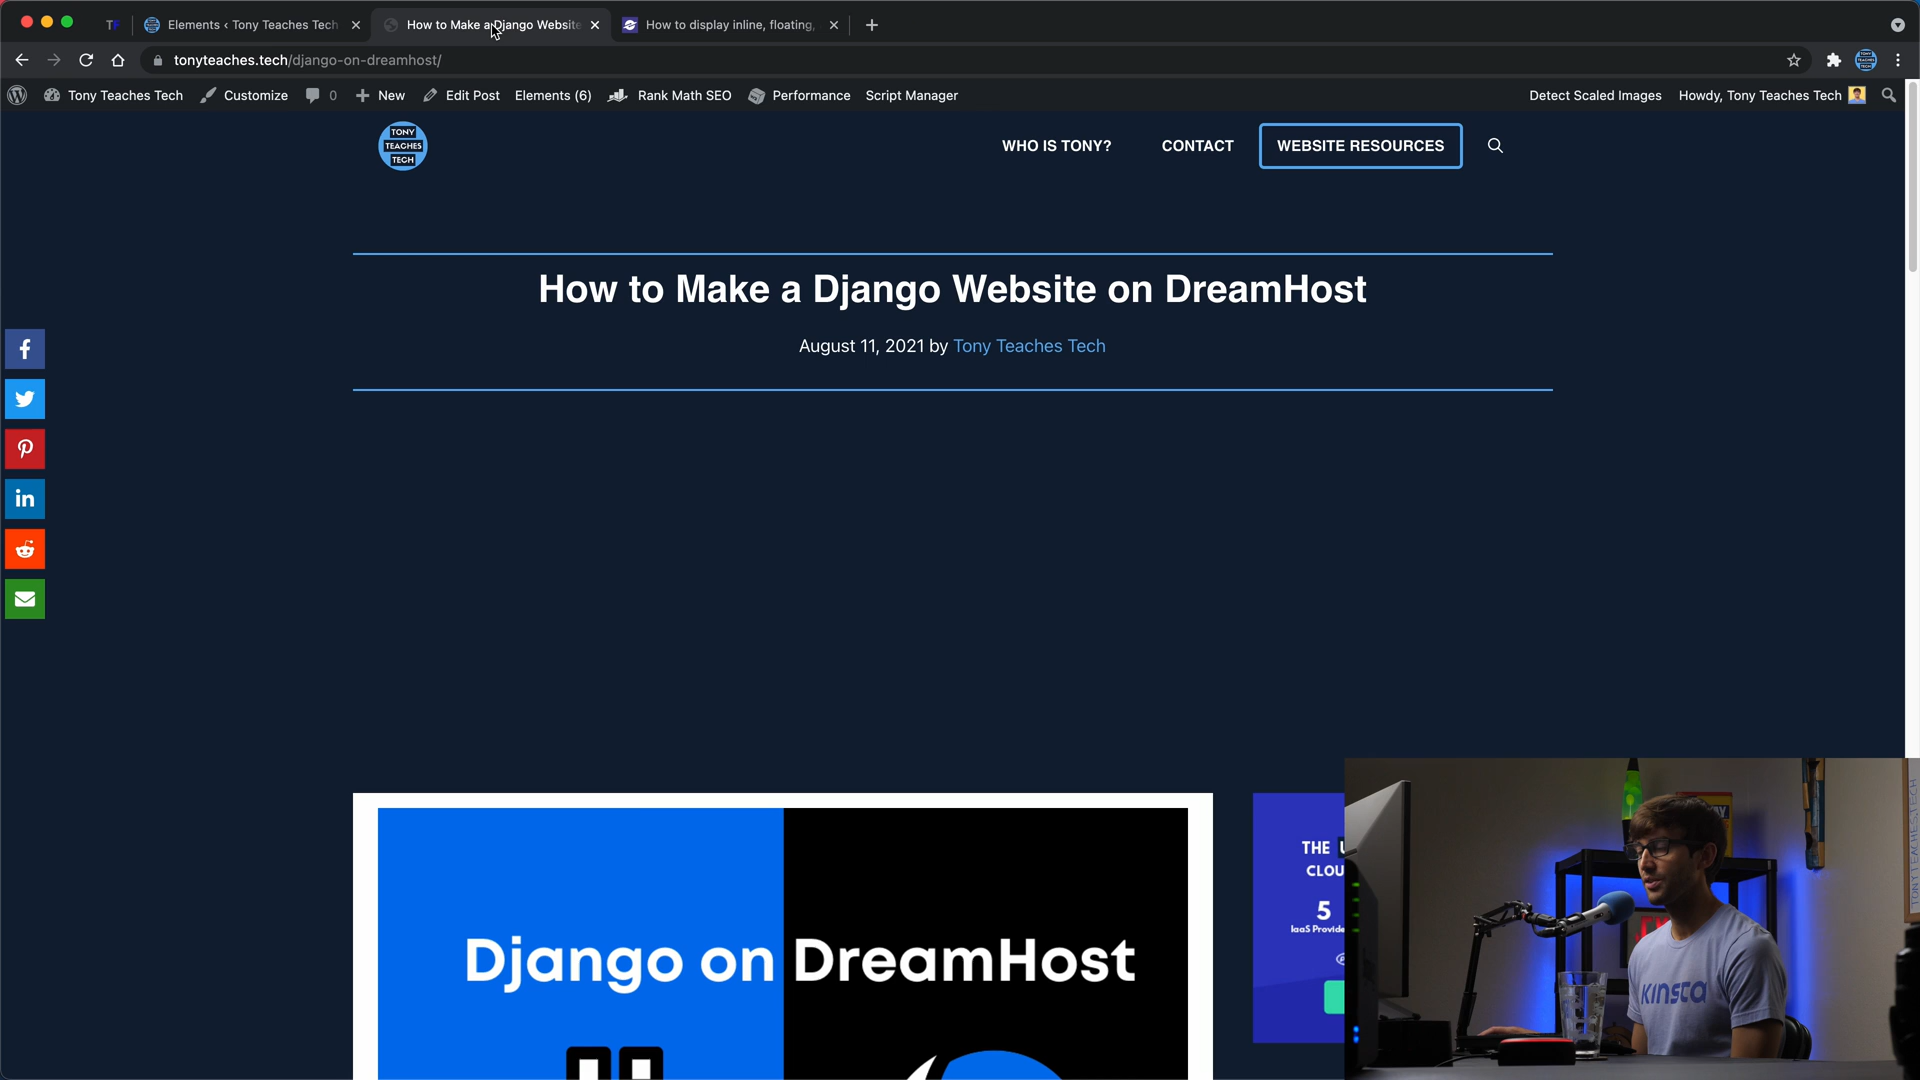 TF
Elements ‹ Tony Teaches Tech
How to Make a Django Website
How to display inline, floating,
tonyteaches.tech/django-on-dreamhost/
Tony Teaches Tech
Customize
0
New
Edit Post
Elements (6)
Rank Math SEO
Performance
Script Manager
Detect Scaled Images
Howdy, Tony Teaches Tech
TONY
TEACHES
TECH
WHO IS TONY?
CONTACT
WEBSITE RESOURCES
How to Make a Django Website on DreamHost
August 11, 2021 by Tony Teaches Tech
Django on DreamHost
THE
CLOU
5
IaaS Provide
KINSTA